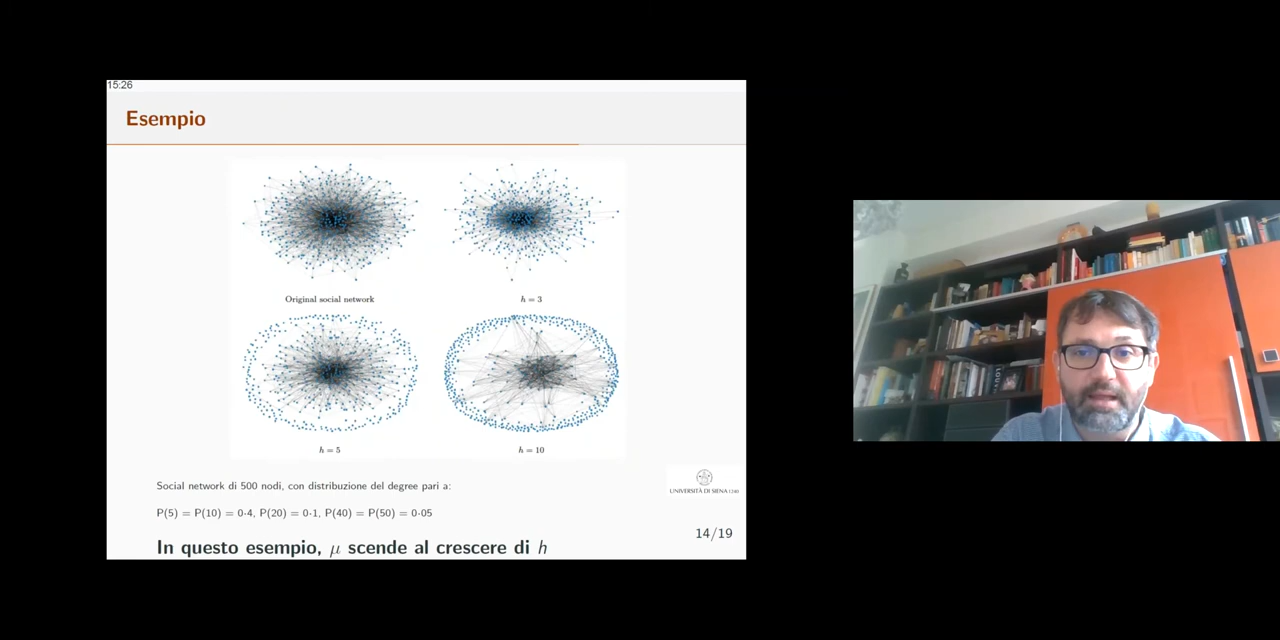 15:26
Esempio
Original social network
h = 3
h = 5
h = 10
Social network di 500 nodi, con distribuzione del degree pari a:
P(5) = P(10) = 0·4, P(20) = 0·1, P(40) = P(50) = 0·05
UNIVERSITÀ DI SIENA 1240
14/19
In questo esempio, μ scende al crescere di h